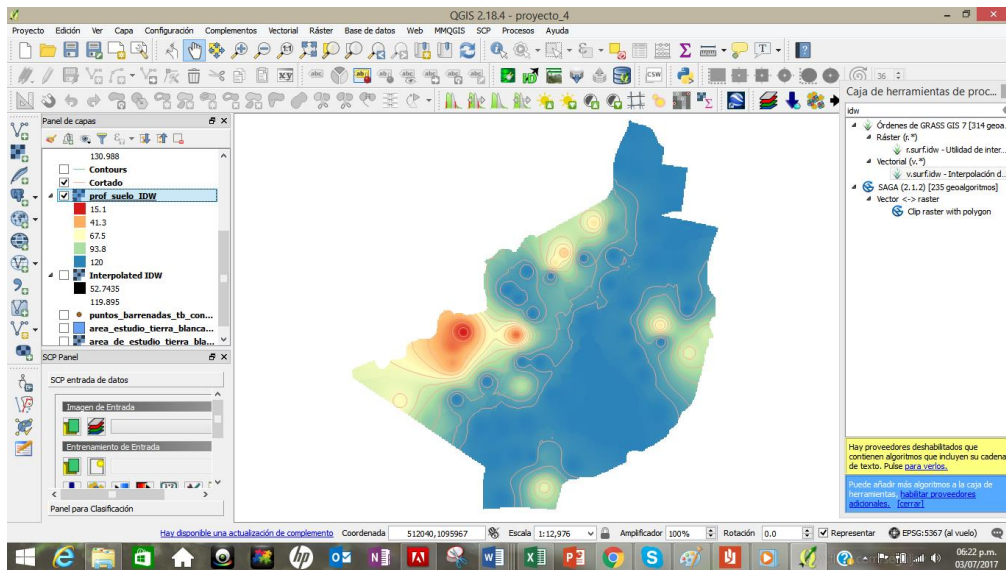 QGIS 2.18.4 - proyecto_4
Proyecto Edición Ver Capa Configuración Complementos Vectorial Ráster Base de datos Web MMQGIS SCP Procesos Ayuda
CSW
36
Panel de capas
130.988
Contours
Cortado
prof_suelo_IDW
15.1
41.3
67.5
93.8
120
Interpolated IDW
52.7435
119.895
puntos_barrenadas_tb_con...
area_estudio_tierra_blanca...
area_de_estudio tierra bla...
SCP Panel
SCP entrada de datos
Imagen de Entrada
Entrenamiento de Entrada
Panel para Clasificación
Caja de herramientas de proc...
idw
Órdenes de GRASS GIS 7 [314 geoa.
Ráster (r.*)
r.surf.idw - Utilidad de inter...
Vectorial (v.*)
v.surf.idw - Interpolación d...
SAGA (2.1.2) [235 geoalgoritmos]
Vector <-> raster
Clip raster with polygon
Hay proveedores deshabilitados que
contienen algoritmos que incluyen su cadena
de texto. Pulse para verlos.
Puede añadir más algoritmos a la caja de
herramientas, habilitar proveedores
adicionales. [cerrar]
Hay disponible una actualización de complemento Coordenada 512040,1095967 Escala 1:12,976 Amplificador 100% Rotación 0.0 Representar EPSG:5367 (al vuelo)
06:22 p.m.
03/07/2017